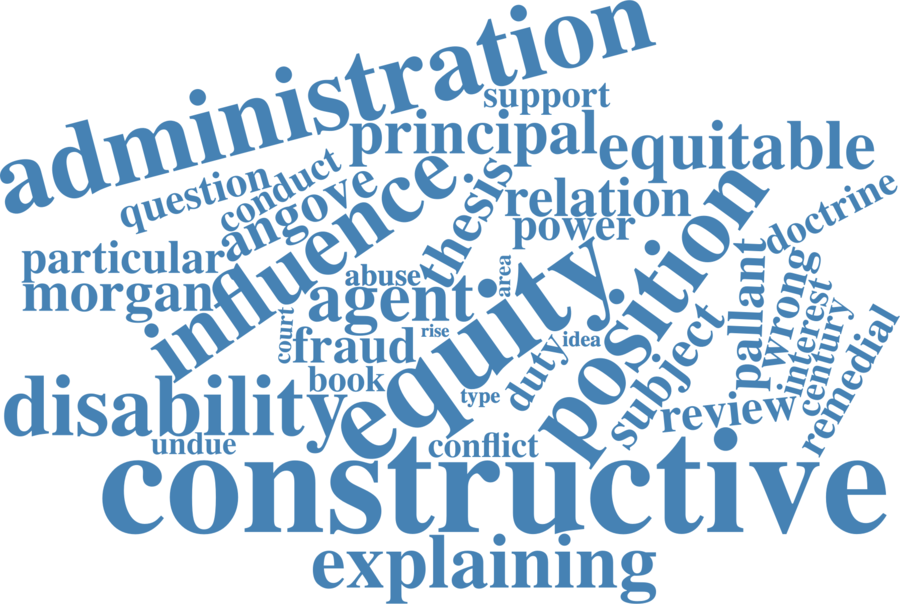 administration
support
principal
equitable
question
conduct
angove
influence
thesis
relation
power
position
doctrine
particular
morgan
abuse
agent
area
equity
pallant
wrong
interest
century
remedial
court
fraud
rise
idea
duty
subject
book
type
review
disability
undue
conflict
constructive
explaining